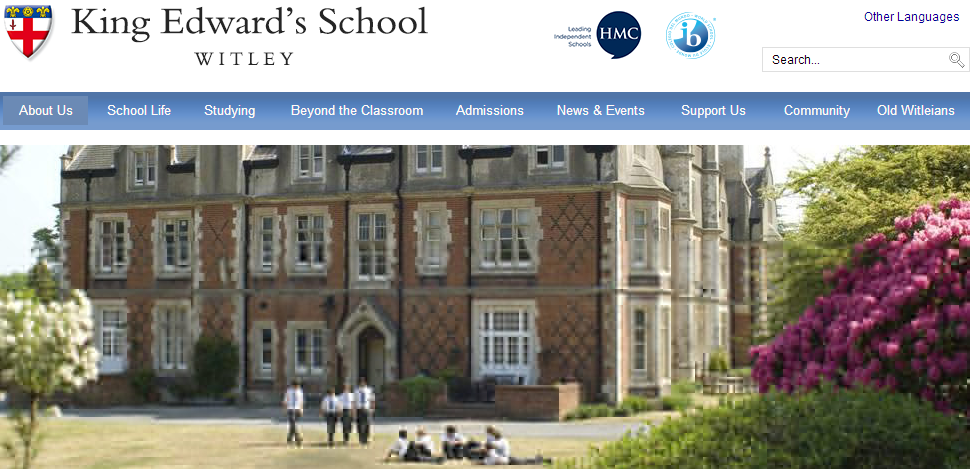 King Edward's School
WITLEY
Leading
Independent
Schools
HMC
ib
Other Languages
Search...
About Us School Life Studying Beyond the Classroom Admissions News & Events Support Us Community Old Witleians